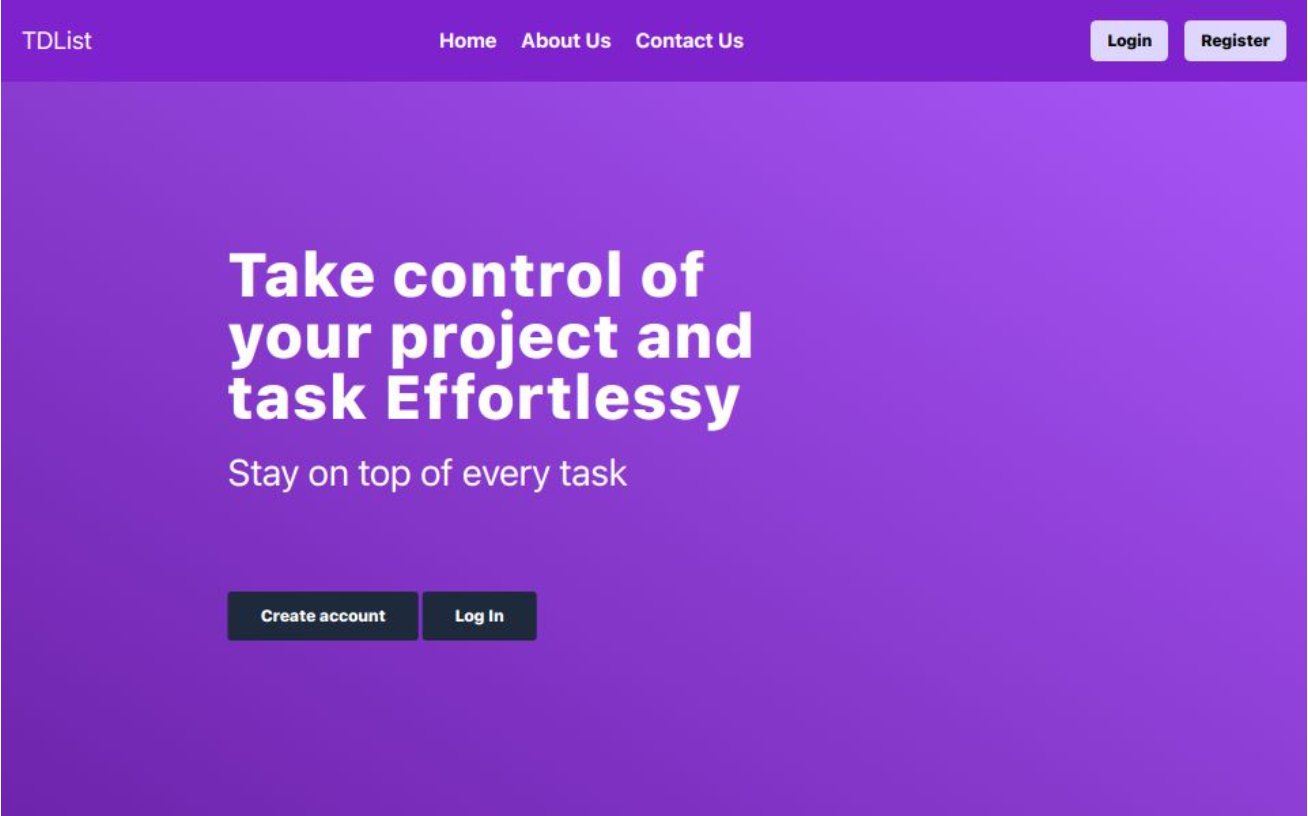 TDList
Home About Us Contact Us
Login Register
Take control of
your project and
task Effortlessy
Stay on top of every task
Create account Log In